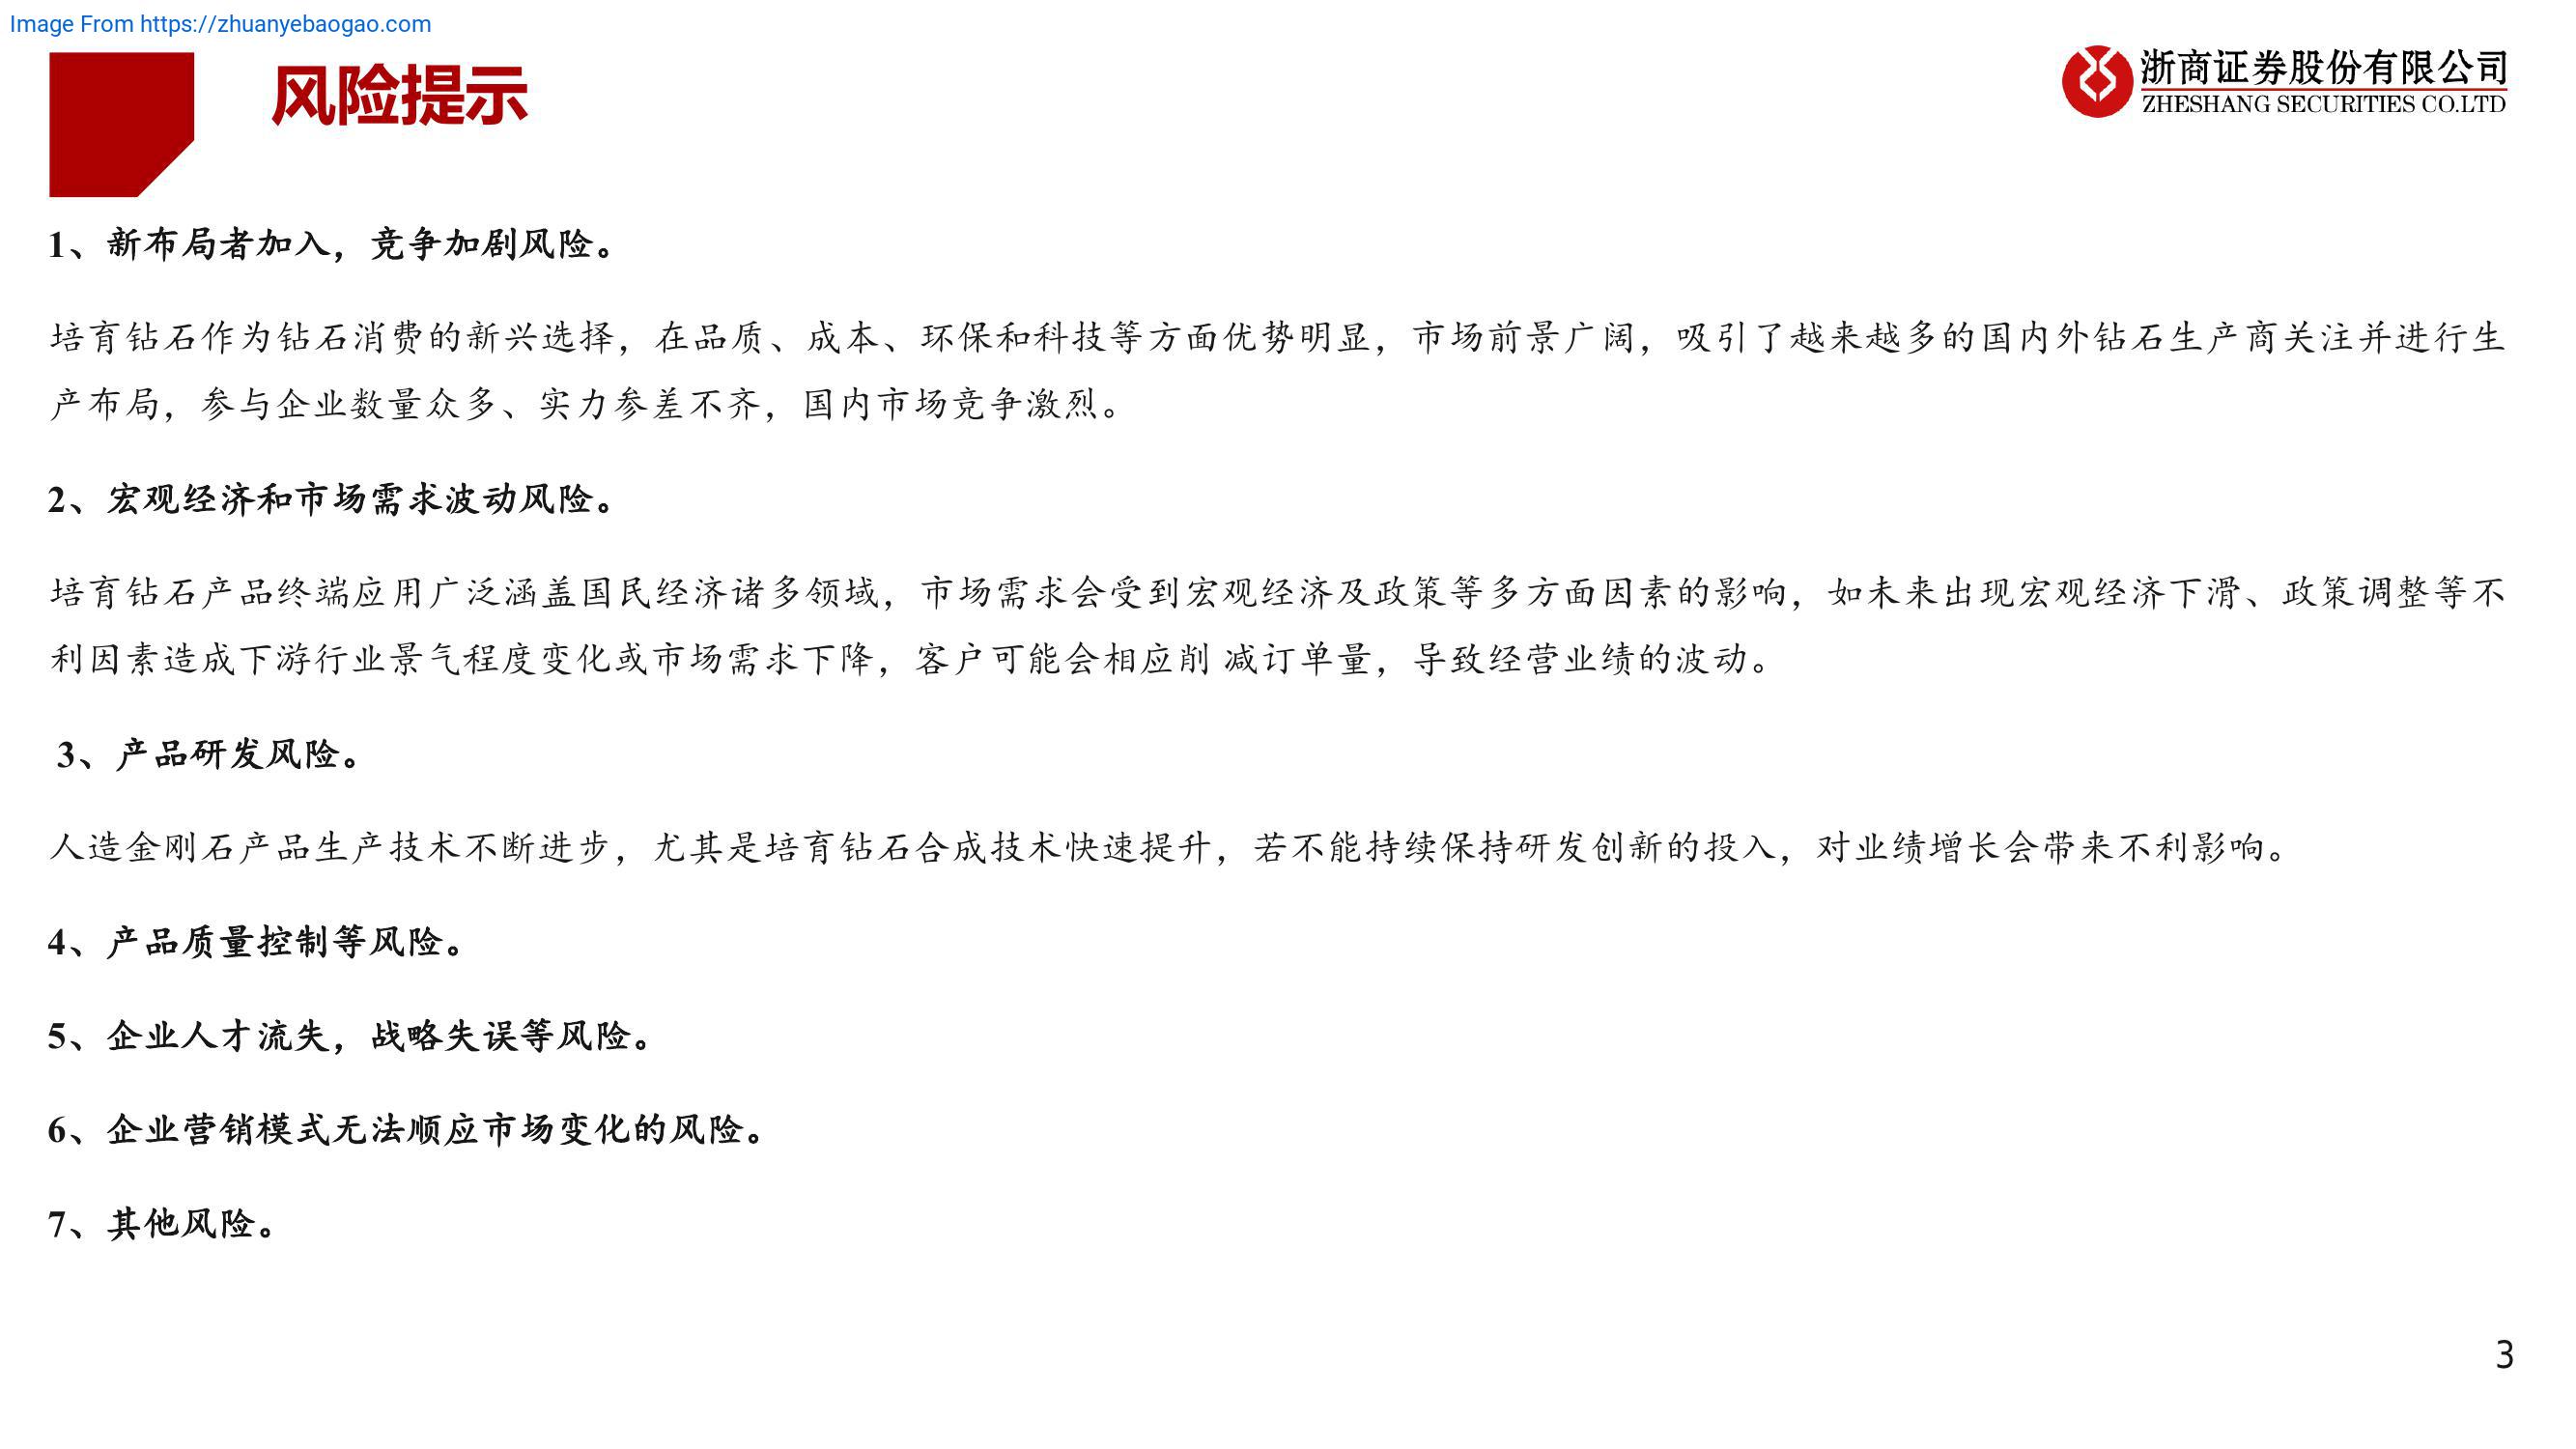 Image From https://zhuanyebaogao.com
风险提示
浙商证券股份有限公司
ZHESHANG SECURITIES CO.LTD
1、新布局者加入，竞争加剧风险。
培育钻石作为钻石消费的新兴选择，在品质、成本、环保和科技等方面优势明显，市场前景广阔，吸引了越来越多的国内外钻石生产商关注并进行生
产布局，参与企业数量众多、实力参差不齐，国内市场竞争激烈。
2、宏观经济和市场需求波动风险。
培育钻石产品终端应用广泛涵盖国民经济诸多领域，市场需求会受到宏观经济及政策等多方面因素的影响，如未来出现宏观经济下滑、政策调整等不
利因素造成下游行业景气程度变化或市场需求下降，客户可能会相应削 减订单量，导致经营业绩的波动。
3、产品研发风险。
人造金刚石产品生产技术不断进步，尤其是培育钻石合成技术快速提升，若不能持续保持研发创新的投入，对业绩增长会带来不利影响。
4、产品质量控制等风险。
5、企业人才流失，战略失误等风险。
6、企业营销模式无法顺应市场变化的风险。
7、其他风险。
3